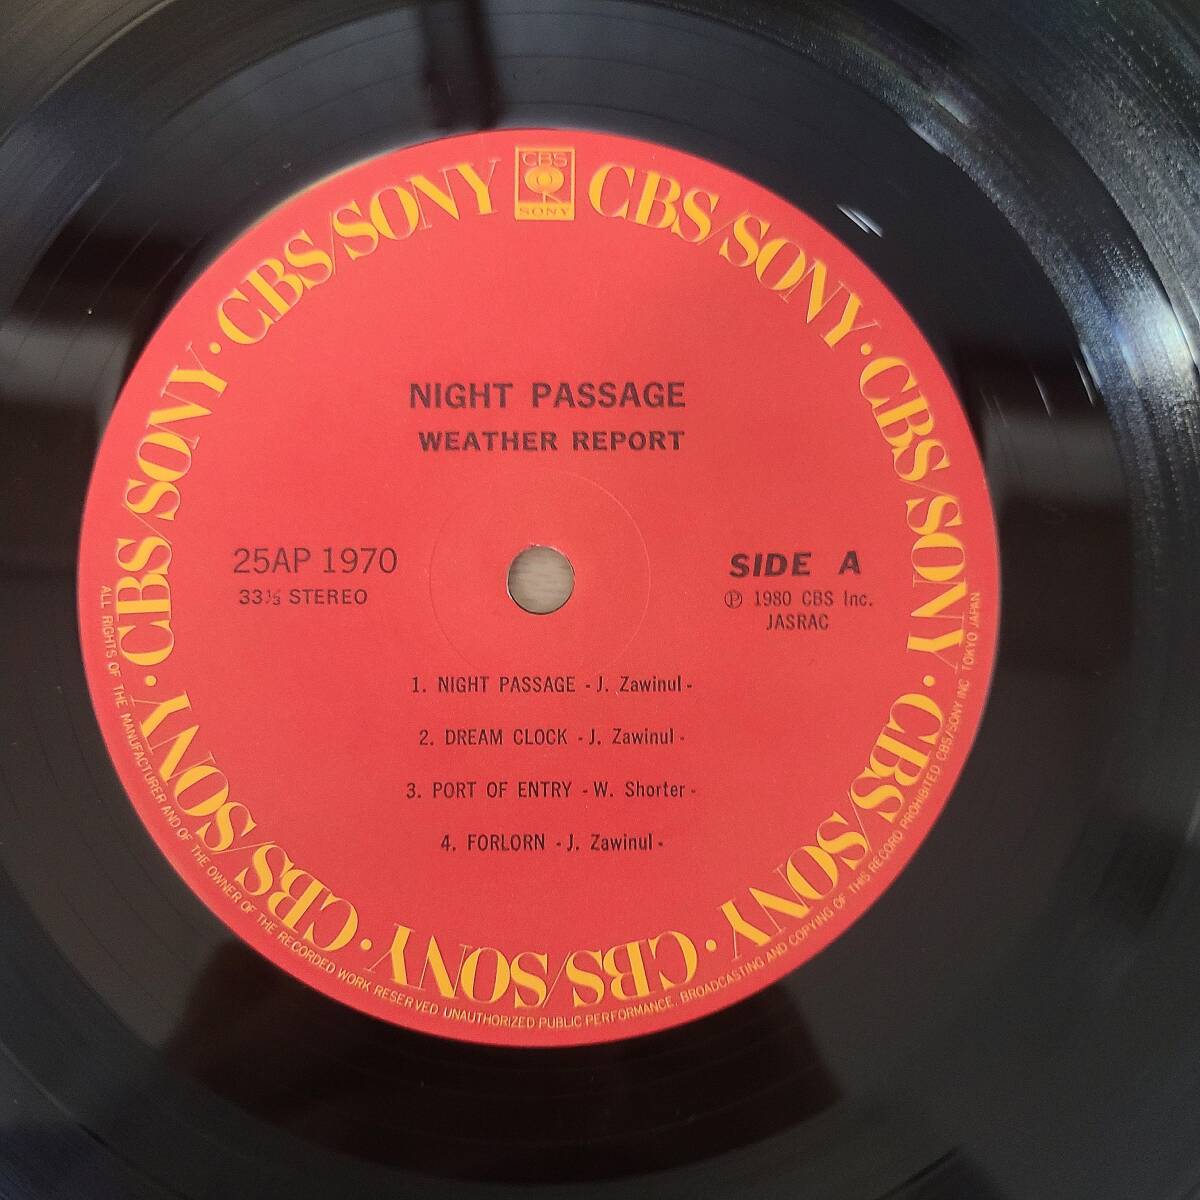 CBS
SONY
CBS/SONY · CBS/SONY · CBS/SONY · CBS/SONY · CBS/SONY · CBS/SONY · CBS/SONY · CBS/SONY
NIGHT PASSAGE
WEATHER REPORT
25AP 1970
33⅓ STEREO
SIDE A
℗ 1980 CBS Inc.
JASRAC
1. NIGHT PASSAGE - J. Zawinul -
2. DREAM CLOCK - J. Zawinul -
3. PORT OF ENTRY - W. Shorter -
4. FORLORN - J. Zawinul -
ALL RIGHTS OF THE MANUFACTURER AND OF THE OWNER OF THE RECORDED WORK RESERVED UNAUTHORIZED PUBLIC PERFORMANCE, BROADCASTING AND COPYING OF THIS RECORD PROHIBITED CBS/SONY INC TOKYO JAPAN